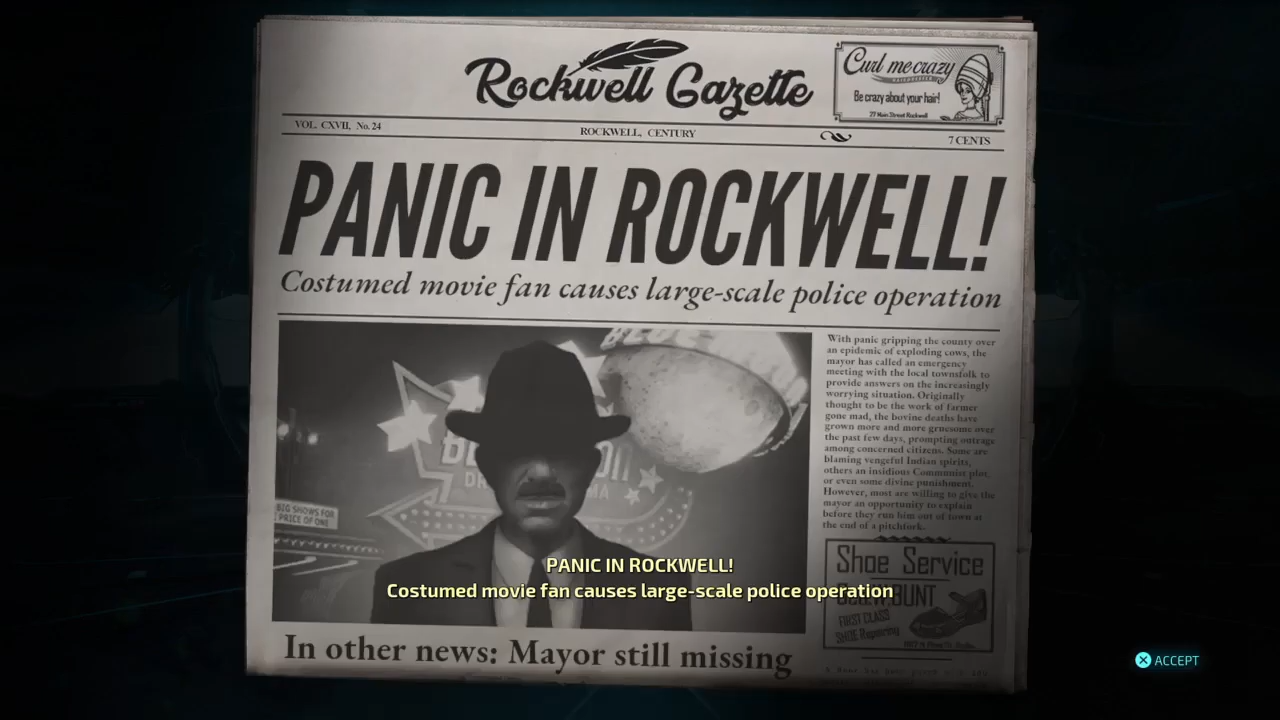 Rockwell Gazette
Curl me crazy
Be crazy about your hair!
27 Main Street Rockwell
VOL. CXVII, No. 24
ROCKWELL, CENTURY
7 CENTS
PANIC IN ROCKWELL!
Costumed movie fan causes large-scale police operation
BIG SHOWS FOR
PRICE OF ONE
With panic gripping the county over
an epidemic of exploding cows, the
mayor has called an emergency
meeting with the local townsfolk to
provide answers on the increasingly
worrying situation. Originally
thought to be the work of farmer
gone mad, the bovine deaths have
grown more and more gruesome over
the past few days, prompting outrage
among concerned citizens. Some are
blaming vengeful Indian spirits,
others an insidious Communist plot,
or even some divine punishment.
However, most are willing to give the
mayor an opportunity to explain
before they run him out of town at
the end of a pitchfork.
Shoe Service
FIRST CLASS
SHOE Repairing
PANIC IN ROCKWELL!
Costumed movie fan causes large-scale police operation
In other news: Mayor still missing
ACCEPT